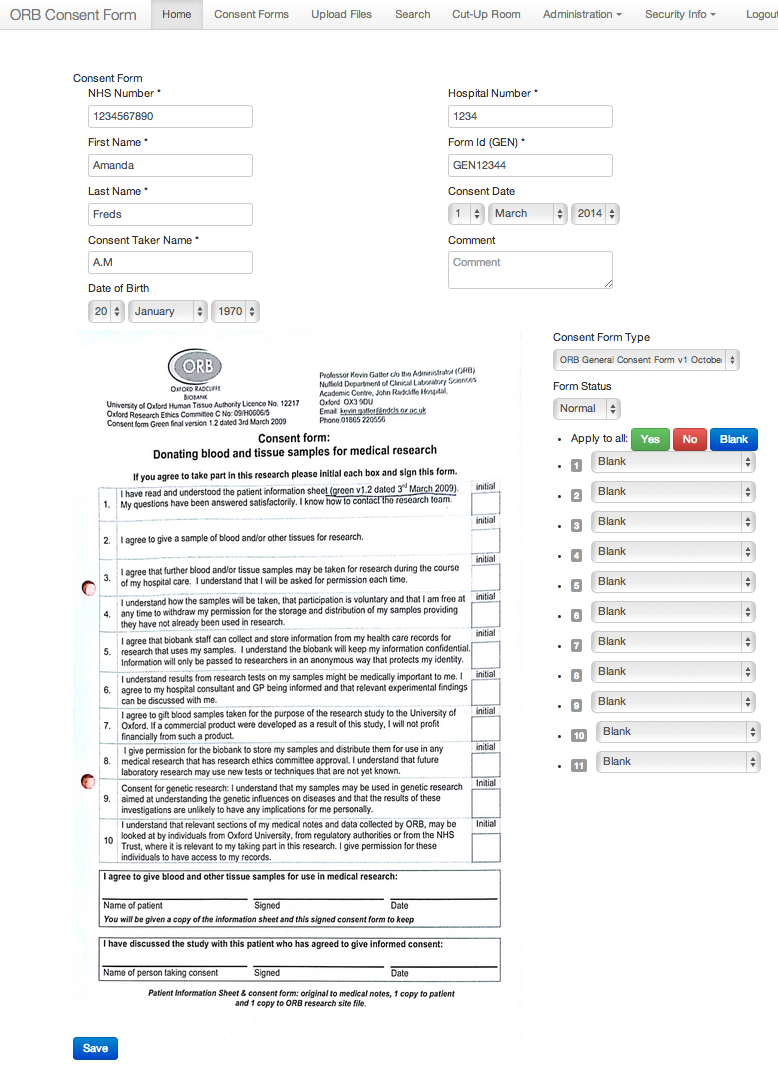 ORB Consent Form Home Consent Forms Upload Files Search Cut-Up Room Administration Security Info Logout
Consent Form
NHS Number *
1234567890
First Name *
Amanda
Last Name *
Freds
Consent Taker Name *
A.M
Date of Birth
20 January 1970
Hospital Number *
1234
Form Id (GEN) *
GEN12344
Consent Date
1 March 2014
Comment
Comment
ORB
OXFORD RADCLIFFE
BIOBANK
University of Oxford Human Tissue Authority Licence No. 12217
Oxford Research Ethics Committee C No: 09/H0606/5
Consent form Green final version 1.2 dated 3rd March 2009
Professor Kevin Gatter c/o the Administrator (ORB)
Nuffield Department of Clinical Laboratory Sciences
Academic Centre, John Radcliffe Hospital,
Oxford OX3 9DU
Email: kevin.gatter@ndcls.ox.ac.uk
Phone 01865 220556
Consent form:
Donating blood and tissue samples for medical research
If you agree to take part in this research please initial each box and sign this form.
1. I have read and understood the patient information sheet (green v1.2 dated 3rd March 2009).
My questions have been answered satisfactorily. I know how to contact the research team.
initial
2. I agree to give a sample of blood and/or other tissues for research.
initial
3. I agree that further blood and/or tissue samples may be taken for research during the course
of my hospital care. I understand that I will be asked for permission each time.
initial
4. I understand how the samples will be taken, that participation is voluntary and that I am free at
any time to withdraw my permission for the storage and distribution of my samples providing
they have not already been used in research.
initial
5. I agree that biobank staff can collect and store information from my health care records for
research that uses my samples. I understand the biobank will keep my information confidential.
Information will only be passed to researchers in an anonymous way that protects my identity.
initial
6. I understand results from research tests on my samples might be medically important to me. I
agree to my hospital consultant and GP being informed and that relevant experimental findings
can be discussed with me.
initial
7. I agree to gift blood samples taken for the purpose of the research study to the University of
Oxford. If a commercial product were developed as a result of this study, I will not profit
financially from such a product.
initial
8. I give permission for the biobank to store my samples and distribute them for use in any
medical research that has research ethics committee approval. I understand that future
laboratory research may use new tests or techniques that are not yet known.
initial
9. Consent for genetic research: I understand that my samples may be used in genetic research
aimed at understanding the genetic influences on diseases and that the results of these
investigations are unlikely to have any implications for me personally.
Initial
10 I understand that relevant sections of my medical notes and data collected by ORB, may be
looked at by individuals from Oxford University, from regulatory authorities or from the NHS
Trust, where it is relevant to my taking part in this research. I give permission for these
individuals to have access to my records.
Initial
I agree to give blood and other tissue samples for use in medical research:
Name of patient Signed Date
You will be given a copy of the information sheet and this signed consent form to keep
I have discussed the study with this patient who has agreed to give informed consent:
Name of person taking consent Signed Date
Patient Information Sheet & consent form: original to medical notes, 1 copy to patient
and 1 copy to ORB research site file.
Consent Form Type
ORB General Consent Form v1 October
Form Status
Normal
Apply to all: Yes No Blank
1 Blank
2 Blank
3 Blank
4 Blank
5 Blank
6 Blank
7 Blank
8 Blank
9 Blank
10 Blank
11 Blank
Save